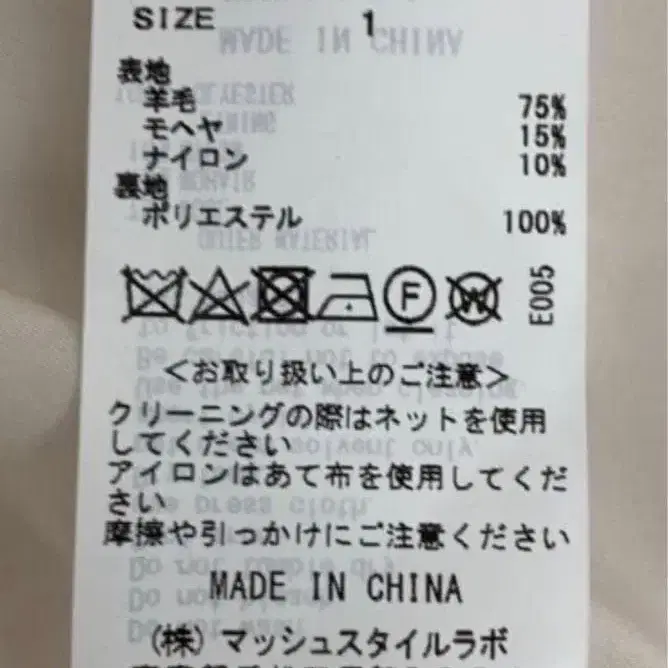 SIZE 1
表地
羊毛 75%
モヘヤ 15%
ナイロン 10%
裏地
ポリエステル 100%
F W E005
<お取り扱い上のご注意>
クリーニングの際はネットを使用
してください
アイロンはあて布を使用してくだ
さい
摩擦や引っかけにご注意ください
MADE IN CHINA
(株) マッシュスタイルラボ